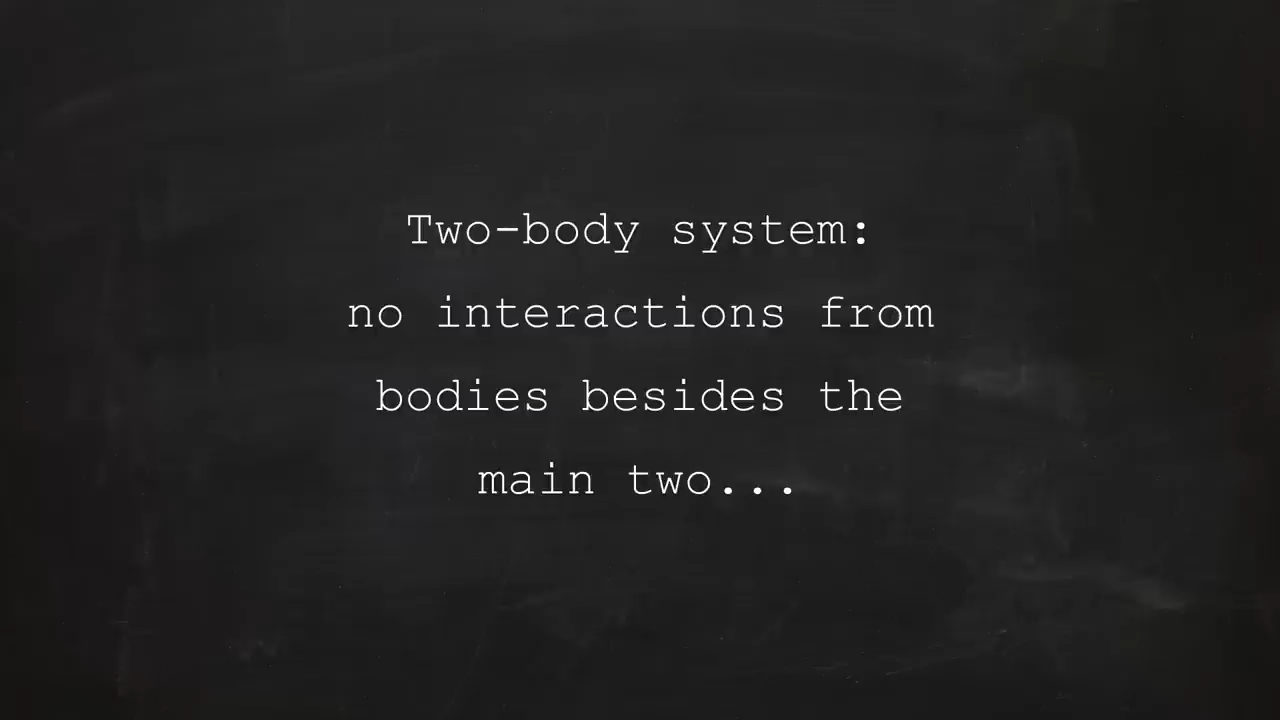 Two-body system:
no interactions from
bodies besides the
main two...